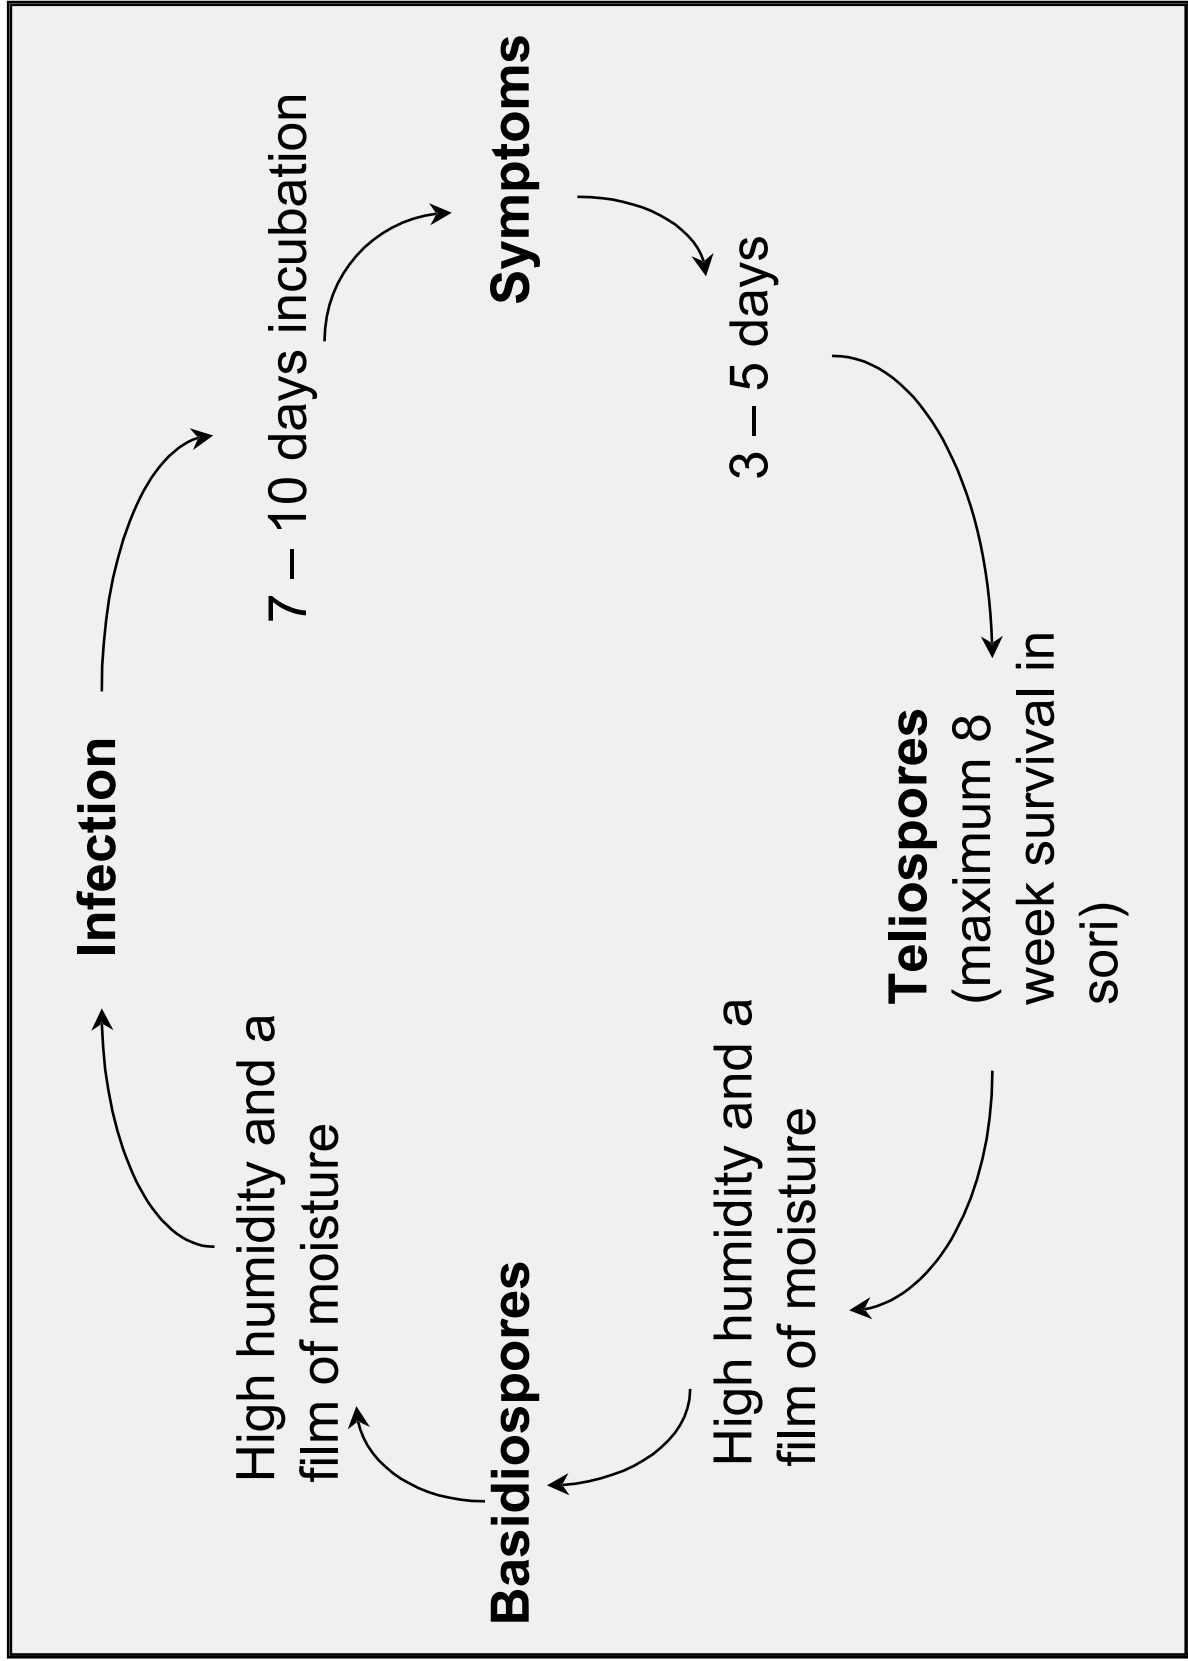 Infection
7 – 10 days incubation
Symptoms
3 – 5 days
Teliospores
(maximum 8
week survival in
sori)
High humidity and a
film of moisture
Basidiospores
High humidity and a
film of moisture